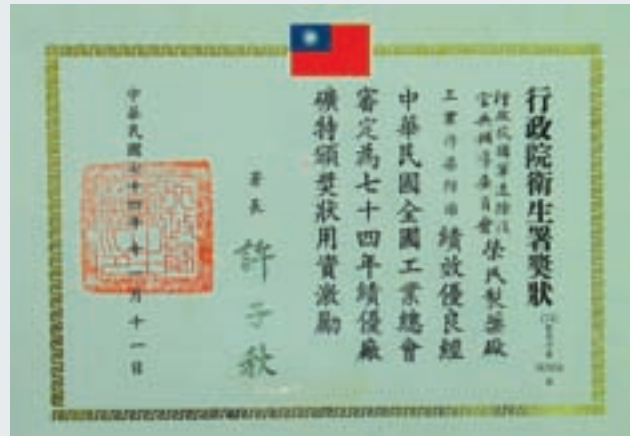 行政院衛生署獎狀
行政院國軍退除役
官兵輔導委員會榮民製藥廠
工業污染防治績效優良經
中華民國全國工業總會
審定為七十四年績優廠
礦特頒獎狀用資激勵
署長 許子秋
中華民國七十四年十一月十一日